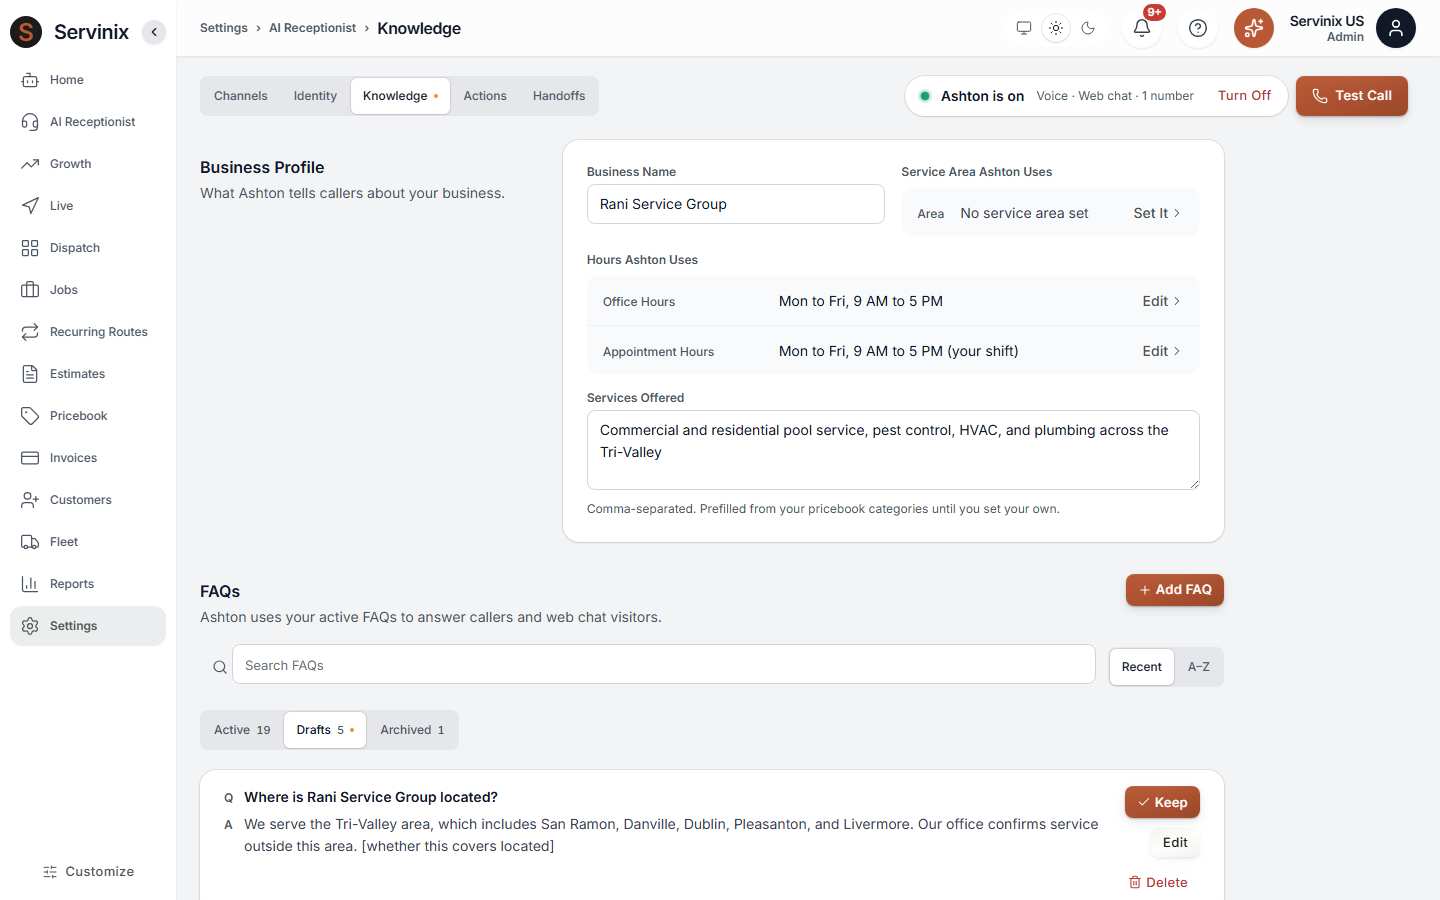 S Servinix
Settings › AI Receptionist › Knowledge
9+
Servinix US
Admin
Home
AI Receptionist
Growth
Live
Dispatch
Jobs
Recurring Routes
Estimates
Pricebook
Invoices
Customers
Fleet
Reports
Settings
Customize
Channels Identity Knowledge Actions Handoffs
Ashton is on Voice · Web chat · 1 number Turn Off
Test Call
Business Profile
What Ashton tells callers about your business.
Business Name
Rani Service Group
Service Area Ashton Uses
Area No service area set Set It
Hours Ashton Uses
Office Hours Mon to Fri, 9 AM to 5 PM Edit
Appointment Hours Mon to Fri, 9 AM to 5 PM (your shift) Edit
Services Offered
Commercial and residential pool service, pest control, HVAC, and plumbing across the
Tri-Valley
Comma-separated. Prefilled from your pricebook categories until you set your own.
FAQs
Ashton uses your active FAQs to answer callers and web chat visitors.
+ Add FAQ
Search FAQs
Recent A–Z
Active 19 Drafts 5 Archived 1
Q Where is Rani Service Group located?
A We serve the Tri-Valley area, which includes San Ramon, Danville, Dublin, Pleasanton, and Livermore. Our office confirms service
outside this area. [whether this covers located]
Keep
Edit
Delete